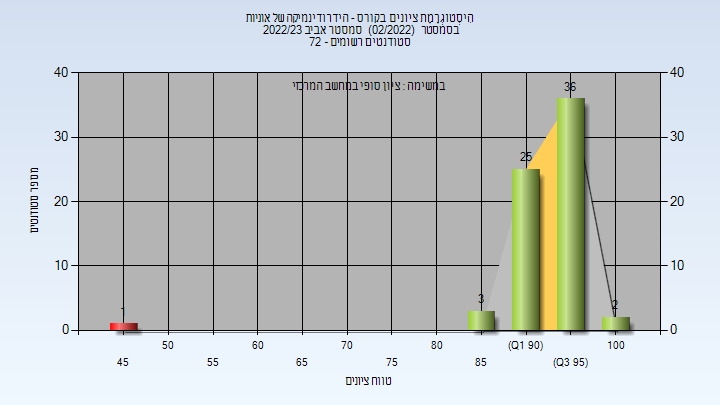 היסטוגרמת ציונים בקורס - הידרודינמיקה של אוניות
בסמסטר (02/2022) סמסטר אביב 2022/23
סטודנטים רשומים - 72
במשימה : ציון סופי במחשב המרכזי
40 40
30 30
20 20
10 10
0 0
מספר סטודנטים
1 3 25 36 2
50 60 70 80 (Q1 90) 100
45 55 65 75 85 (Q3 95)
טווח ציונים